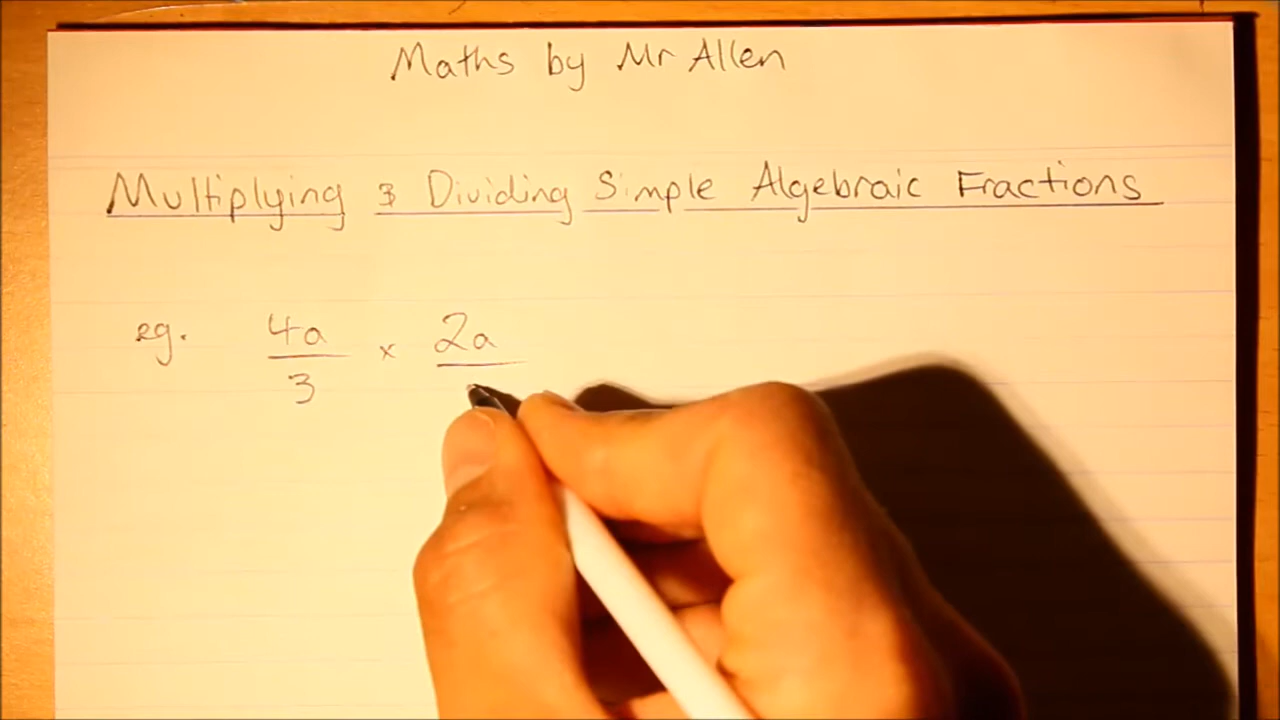 Maths by Mr Allen
Multiplying & Dividing Simple Algebraic Fractions
eg. 4a/3 × 2a/